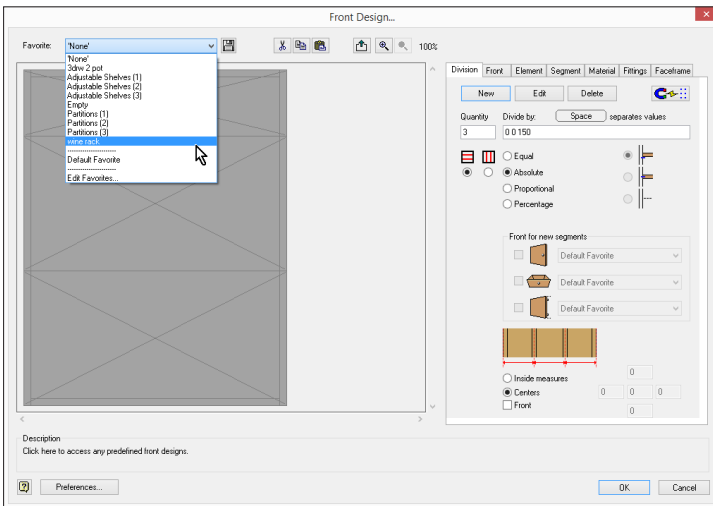 Front Design...
Favorite: 'None' 100%
'None'
3drw 2 pot
Adjustable Shelves (1)
Adjustable Shelves (2)
Adjustable Shelves (3)
Empty
Partitions (1)
Partitions (2)
Partitions (3)
wine rack
------------------------
Default Favorite
------------------------
Edit Favorites...
Division Front Element Segment Material Fittings Faceframe
New Edit Delete
Quantity Divide by: Space separates values
3 0 0 150
Equal
Absolute
Proportional
Percentage
Front for new segments
Default Favorite
Default Favorite
Default Favorite
Inside measures
Centers
Front
0
0 0 0
0
Description
Click here to access any predefined front designs.
Preferences... OK Cancel